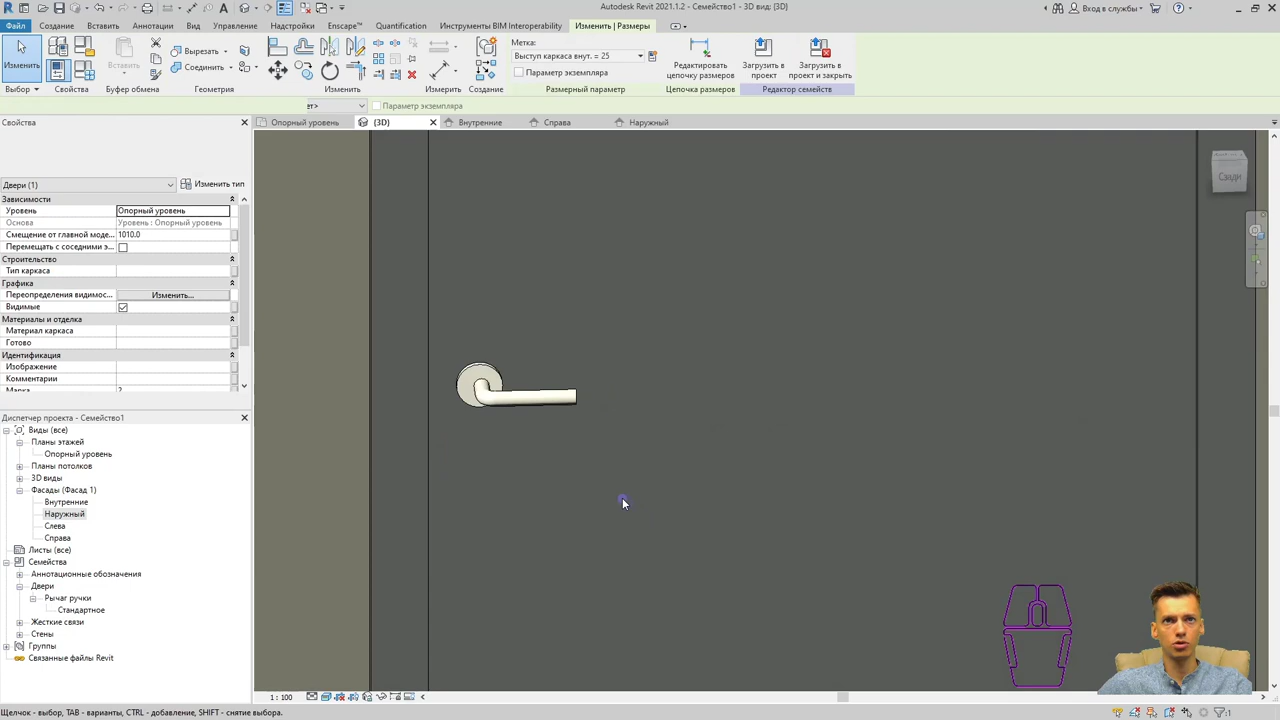 Autodesk Revit 2021.1.2 - Семейство1 - 3D вид: {3D}
Вход в службы
Файл Создание Вставить Аннотации Вид Управление Надстройки Enscape™ Quantification Инструменты BIM Interoperability Изменить | Размеры
Изменить
Вставить
Вырезать
Соединить
Метка:
Выступ каркаса внут. = 25
Параметр экземпляра
Редактировать цепочку размеров
Загрузить в проект
Загрузить в проект и закрыть
Выбор Свойства Буфер обмена Геометрия Изменить Измерить Создание Размерный параметр Цепочка размеров Редактор семейств
ет> Параметр экземпляра
Свойства
Опорный уровень {3D} Внутренние Справа Наружный
Двери (1) Изменить тип
Зависимости
Уровень Опорный уровень
Основа Уровень : Опорный уровень
Смещение от главной моде... 1010.0
Перемещать с соседними э...
Строительство
Тип каркаса
Графика
Переопределения видимос... Изменить...
Видимые
Материалы и отделка
Материал каркаса
Готово
Идентификация
Изображение
Комментарии
Марка 2
Сзади
Диспетчер проекта - Семейство1
Виды (все)
Планы этажей
Опорный уровень
Планы потолков
3D виды
Фасады (Фасад 1)
Внутренние
Наружный
Слева
Справа
Листы (все)
Семейства
Аннотационные обозначения
Двери
Рычаг ручки
Стандартное
Жесткие связи
Стены
Группы
Связанные файлы Revit
1 : 100
Щелчок - выбор, TAB - варианты, CTRL - добавление, SHIFT - снятие выбора.
:1